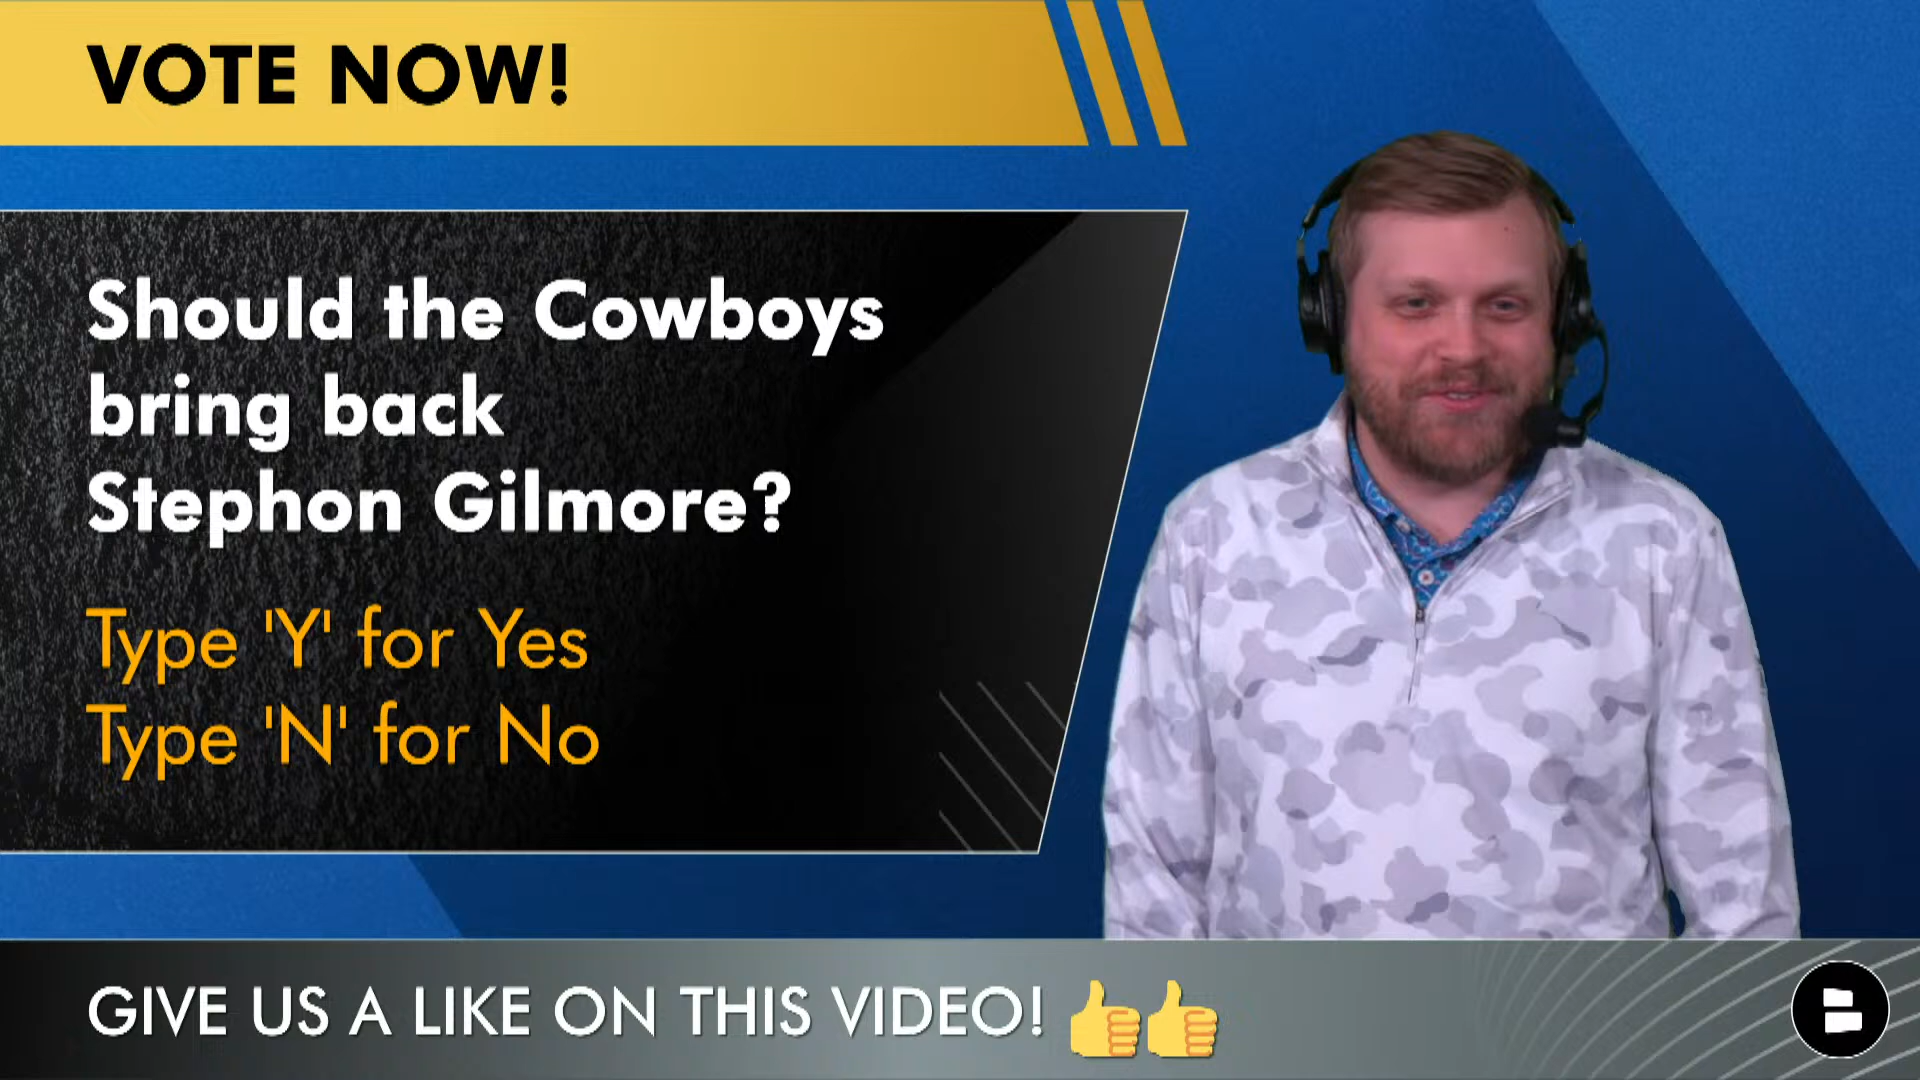 VOTE NOW!
Should the Cowboys
bring back
Stephon Gilmore?
Type 'Y' for Yes
Type 'N' for No
GIVE US A LIKE ON THIS VIDEO! 👍👍